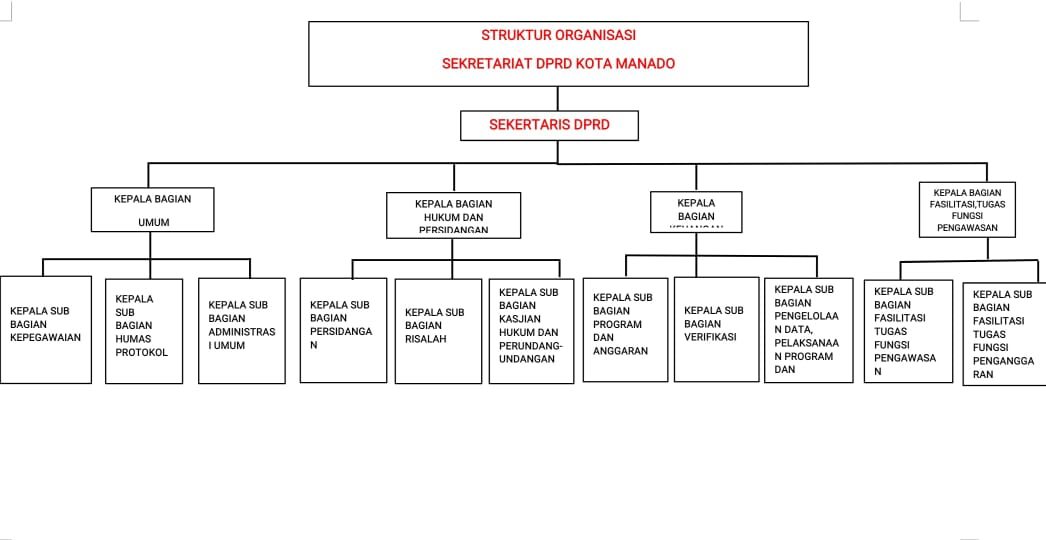 STRUKTUR ORGANISASI
SEKRETARIAT DPRD KOTA MANADO
SEKERTARIS DPRD
KEPALA BAGIAN
UMUM
KEPALA BAGIAN
HUKUM DAN
PERSIDANGAN
KEPALA
BAGIAN
KEUANGAN
KEPALA BAGIAN
FASILITASI,TUGAS
FUNGSI
PENGAWASAN
KEPALA SUB
BAGIAN
KEPEGAWAIAN
KEPALA
SUB
BAGIAN
HUMAS
PROTOKOL
KEPALA SUB
BAGIAN
ADMINISTRAS
I UMUM
KEPALA SUB
BAGIAN
PERSIDANGA
N
KEPALA SUB
BAGIAN
RISALAH
KEPALA SUB
BAGIAN
KASJIAN
HUKUM DAN
PERUNDANG-
UNDANGAN
KEPALA SUB
BAGIAN
PROGRAM
DAN
ANGGARAN
KEPALA SUB
BAGIAN
VERIFIKASI
KEPALA SUB
BAGIAN
PENGELOLAA
N DATA,
PELAKSANAA
N PROGRAM
DAN
KEPALA SUB
BAGIAN
FASILITASI
TUGAS
FUNGSI
PENGAWASA
N
KEPALA SUB
BAGIAN
FASILITASI
TUGAS
FUNGSI
PENGANGGA
RAN